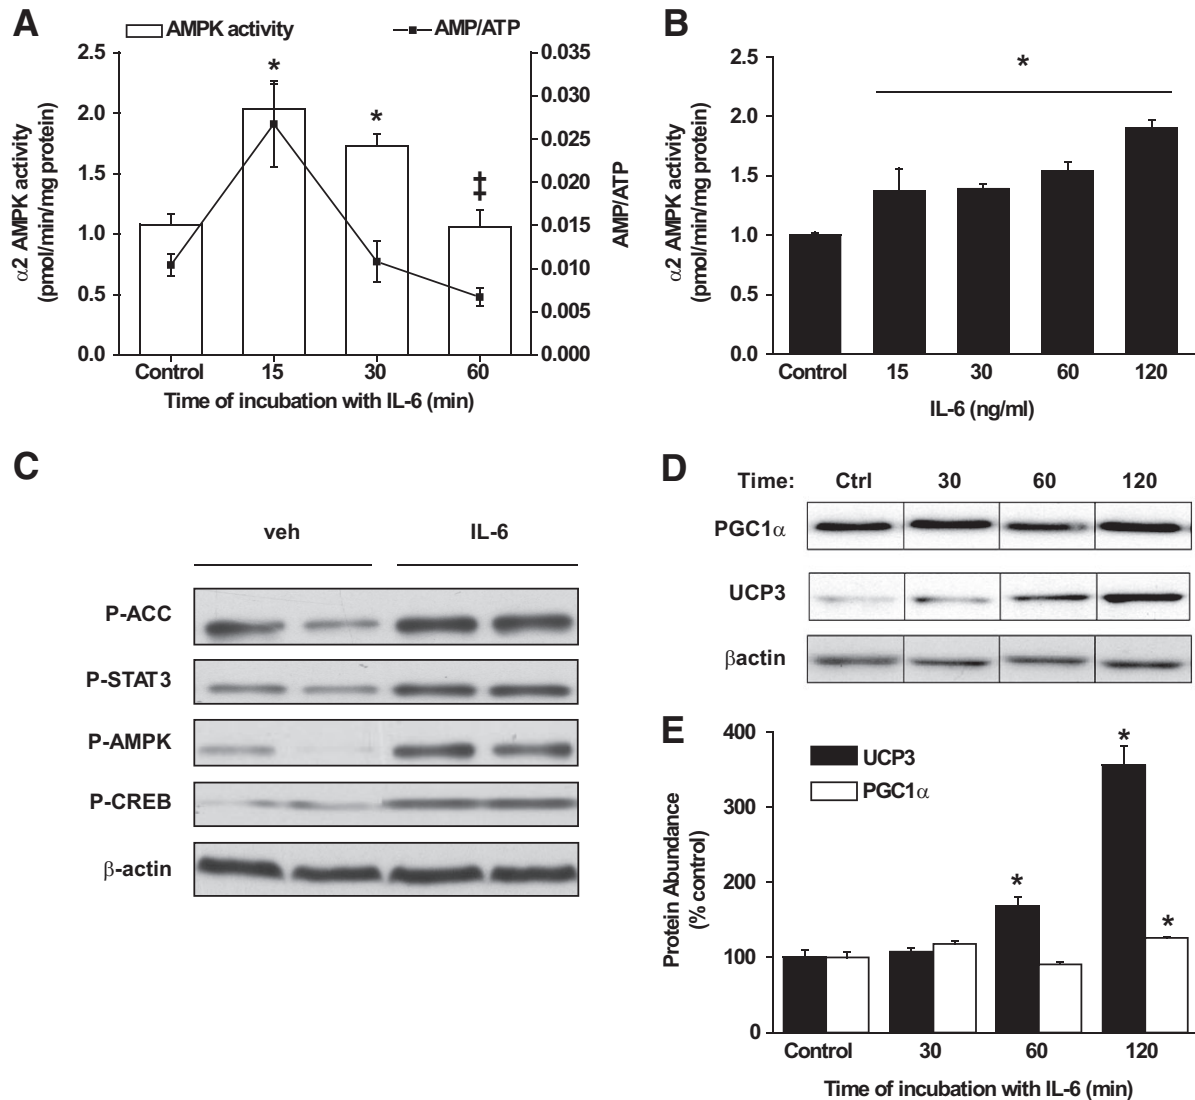 A
AMPK activity
AMP/ATP
2.5
2.0
1.5
1.0
0.5
0.0
α2 AMPK activity
(pmol/min/mg protein)
0.035
0.030
0.025
0.020
0.015
0.010
0.005
0.000
AMP/ATP
*
*
‡
Control 15 30 60
Time of incubation with IL-6 (min)
B
2.5
2.0
1.5
1.0
0.5
0.0
α2 AMPK activity
(pmol/min/mg protein)
*
Control 15 30 60 120
IL-6 (ng/ml)
C
veh IL-6
P-ACC
P-STAT3
P-AMPK
P-CREB
β-actin
D
Time: Ctrl 30 60 120
PGC1α
UCP3
βactin
E
400
300
200
100
0
Protein Abundance
(% control)
UCP3
PGC1α
*
*
*
Control 30 60 120
Time of incubation with IL-6 (min)